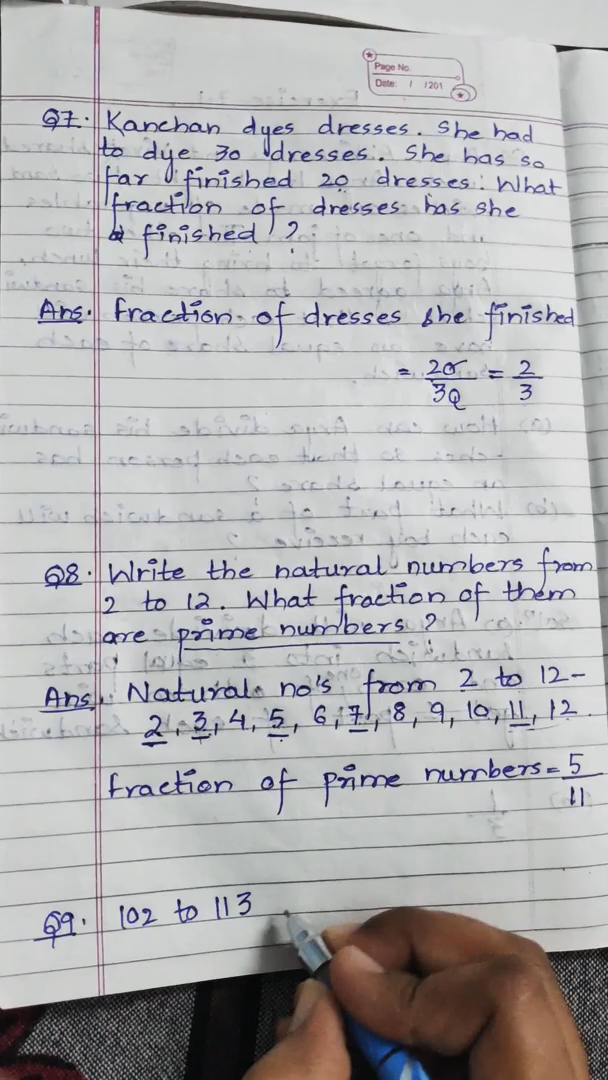 Page No.
Date: / /201
Q7. Kanchan dyes dresses. She had
to dye 30 dresses. She has so
far finished 20 dresses. What
fraction of dresses has she
finished ?
Ans. Fraction of dresses she finished
= 20/30 = 2/3
Q8. Write the natural numbers from
2 to 12. What fraction of them
are prime numbers ?
Ans. Natural no's from 2 to 12-
2, 3, 4, 5, 6, 7, 8, 9, 10, 11, 12.
Fraction of prime numbers = 5/11
Q9. 102 to 113